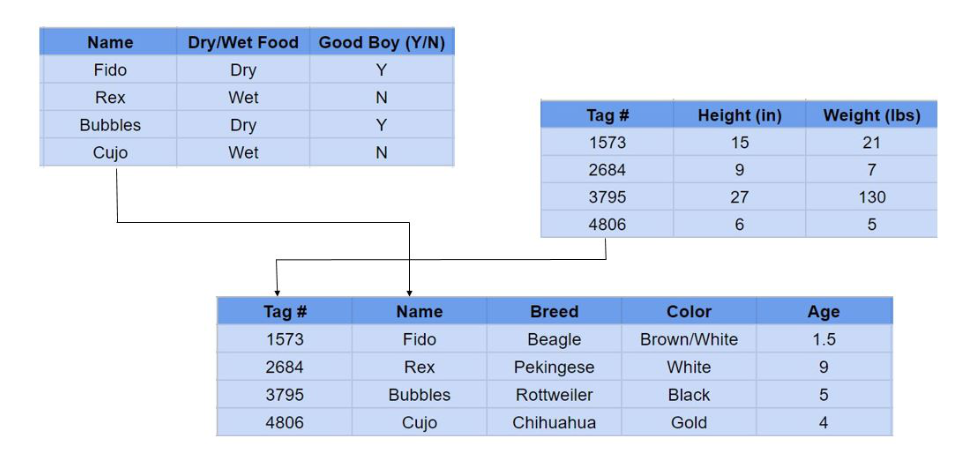 Name Dry/Wet Food Good Boy (Y/N)
Fido Dry Y
Rex Wet N
Bubbles Dry Y
Cujo Wet N
Tag # Height (in) Weight (lbs)
1573 15 21
2684 9 7
3795 27 130
4806 6 5
Tag # Name Breed Color Age
1573 Fido Beagle Brown/White 1.5
2684 Rex Pekingese White 9
3795 Bubbles Rottweiler Black 5
4806 Cujo Chihuahua Gold 4